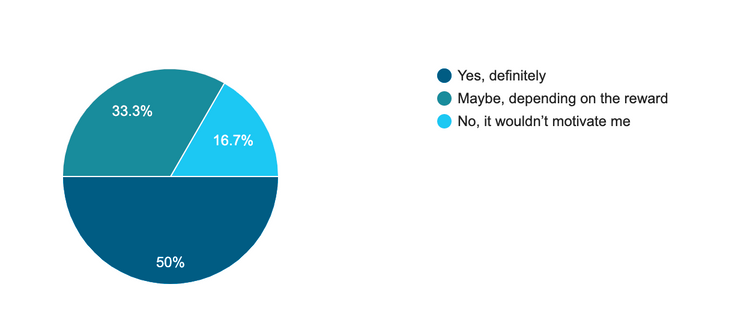 Yes, definitely
Maybe, depending on the reward
No, it wouldn’t motivate me
33.3%
16.7%
50%